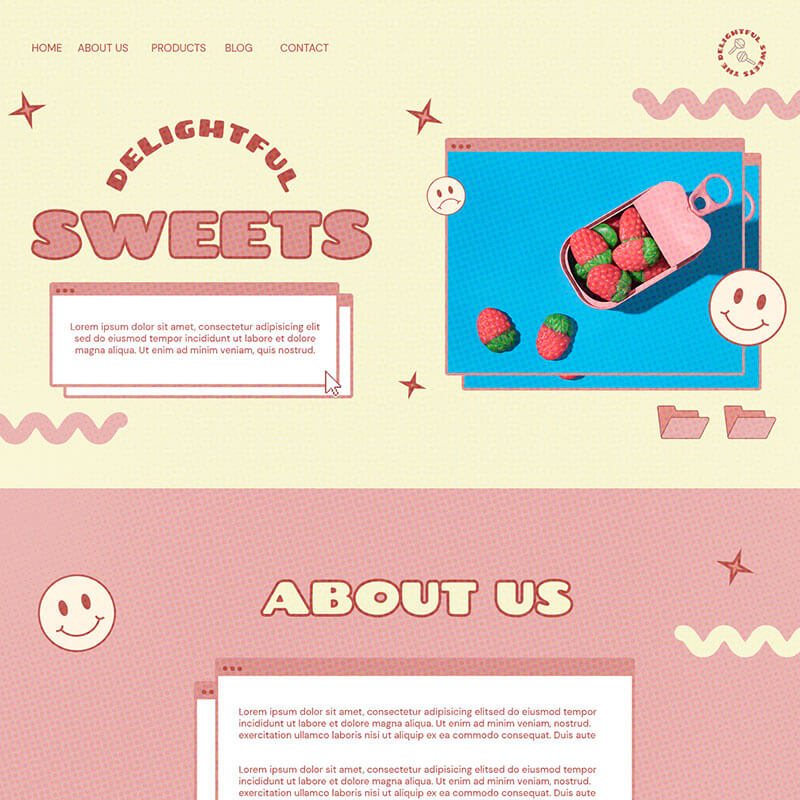 HOME ABOUT US PRODUCTS BLOG CONTACT
THE DELIGHTFUL SWEETS
DELIGHTFUL
SWEETS
Lorem ipsum dolor sit amet, consectetur adipisicing elit
sed do eiusmod tempor incididunt ut labore et dolore
magna aliqua. Ut enim ad minim veniam, quis nostrud.
ABOUT US
Lorem ipsum dolor sit amet, consectetur adipisicing elitsed do eiusmod tempor
incididunt ut labore et dolore magna aliqua. Ut enim ad minim veniam, nostrud.
exercitation ullamco laboris nisi ut aliquip ex ea commodo consequat. Duis aute
Lorem ipsum dolor sit amet, consectetur adipisicing elitsed do eiusmod tempor
incididunt ut labore et dolore magna aliqua. Ut enim ad minim veniam, nostrud.
exercitation ullamco laboris nisi ut aliquip ex ea commodo consequat. Duis aute